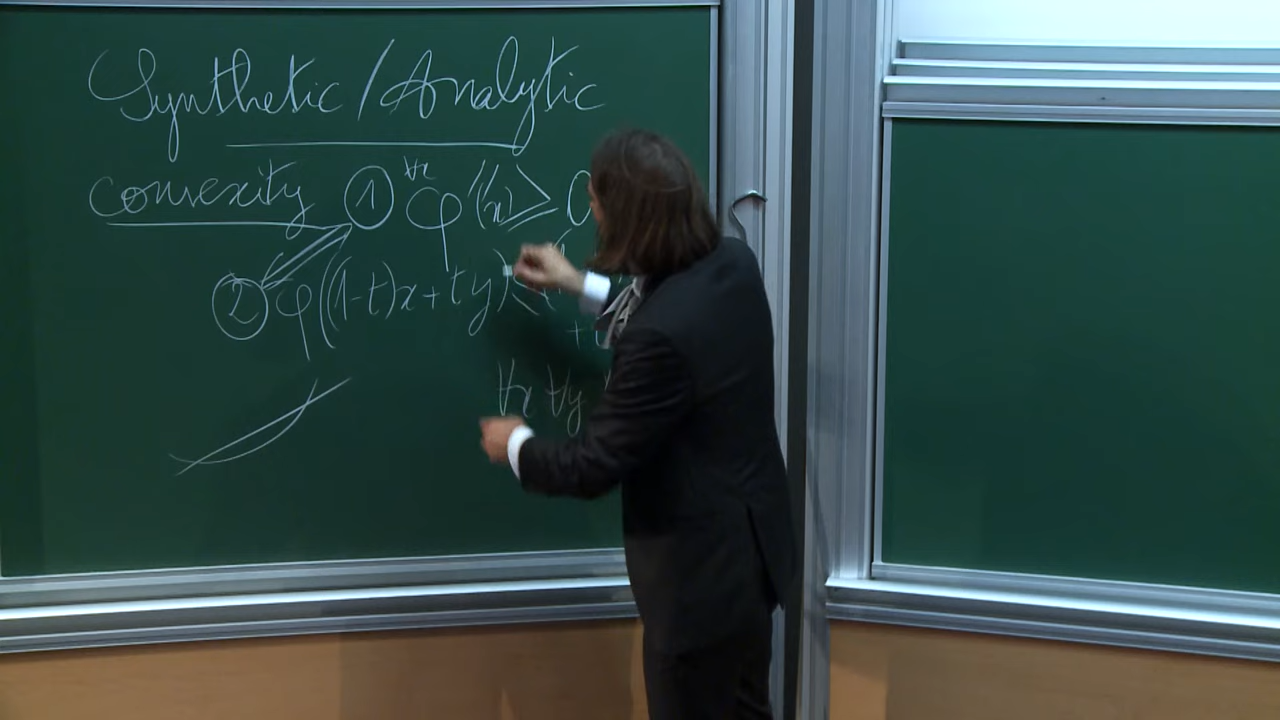 Synthetic/Analytic
convexity ① ∀x φ''(x) ≥ 0
② φ((1-t)x+ty) ≤
+t
∀x ∀y